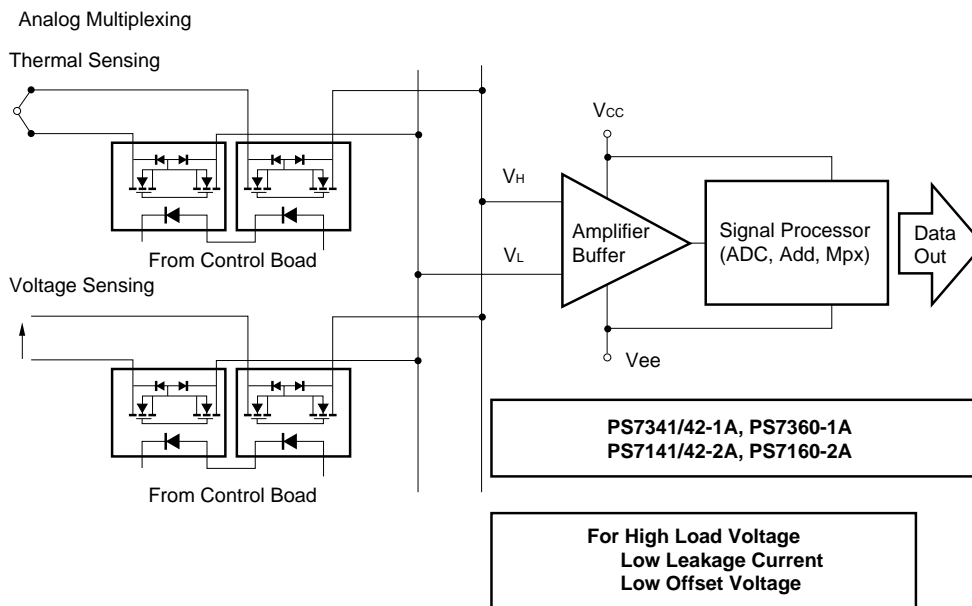 Analog Multiplexing
Thermal Sensing
From Control Boad
Voltage Sensing
From Control Boad
VH
VL
VCC
Amplifier
Buffer
Vee
Signal Processor
(ADC, Add, Mpx)
Data
Out
PS7341/42-1A, PS7360-1A
PS7141/42-2A, PS7160-2A
For High Load Voltage
Low Leakage Current
Low Offset Voltage